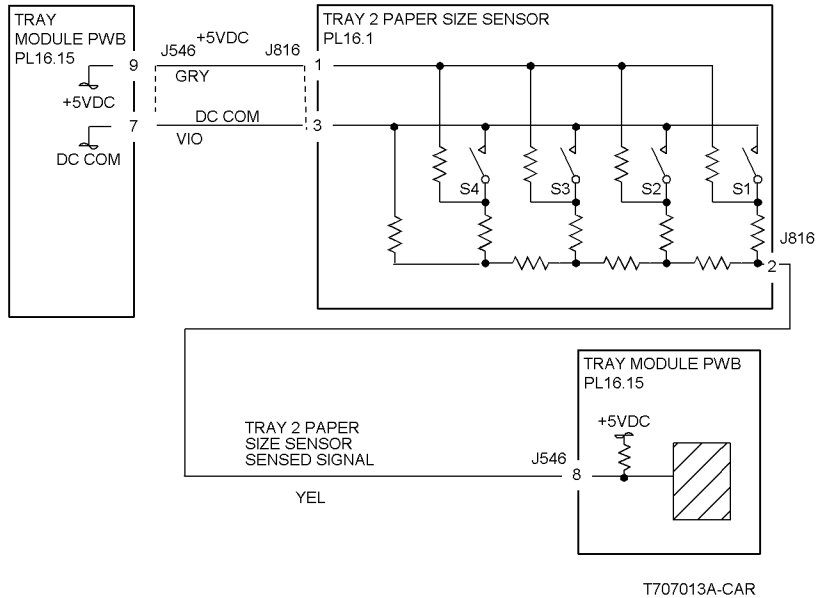 TRAY
MODULE PWB
PL16.15
9
+5VDC
7
DC COM
J546
+5VDC
J816
GRY
DC COM
VIO
TRAY 2 PAPER SIZE SENSOR
PL16.1
1
3
S4
S3
S2
S1
J816
2
TRAY 2 PAPER
SIZE SENSOR
SENSED SIGNAL
YEL
J546
TRAY MODULE PWB
PL16.15
+5VDC
8
T707013A-CAR